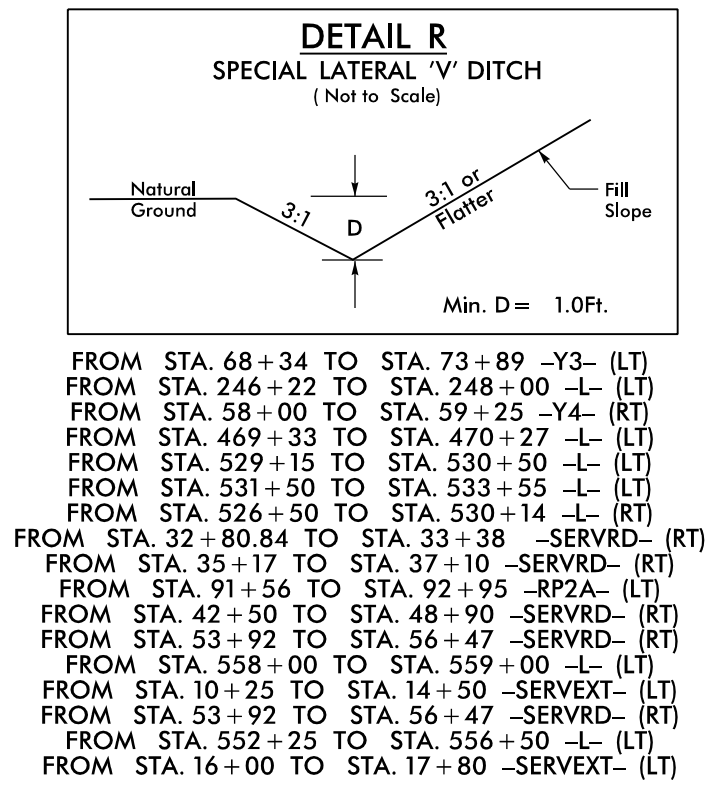 DETAIL R
SPECIAL LATERAL 'V' DITCH
( Not to Scale)
Natural
Ground
3:1
D
3:1 or
Flatter
Fill
Slope
Min. D = 1.0Ft.
FROM STA. 68+34 TO STA. 73+89 -Y3- (LT)
FROM STA. 246+22 TO STA. 248+00 -L- (LT)
FROM STA. 58+00 TO STA. 59+25 -Y4- (RT)
FROM STA. 469+33 TO STA. 470+27 -L- (LT)
FROM STA. 529+15 TO STA. 530+50 -L- (LT)
FROM STA. 531+50 TO STA. 533+55 -L- (LT)
FROM STA. 526+50 TO STA. 530+14 -L- (RT)
FROM STA. 32+80.84 TO STA. 33+38 -SERVRD- (RT)
FROM STA. 35+17 TO STA. 37+10 -SERVRD- (RT)
FROM STA. 91+56 TO STA. 92+95 -RP2A- (LT)
FROM STA. 42+50 TO STA. 48+90 -SERVRD- (RT)
FROM STA. 53+92 TO STA. 56+47 -SERVRD- (RT)
FROM STA. 558+00 TO STA. 559+00 -L- (LT)
FROM STA. 10+25 TO STA. 14+50 -SERVEXT- (LT)
FROM STA. 53+92 TO STA. 56+47 -SERVRD- (RT)
FROM STA. 552+25 TO STA. 556+50 -L- (LT)
FROM STA. 16+00 TO STA. 17+80 -SERVEXT- (LT)